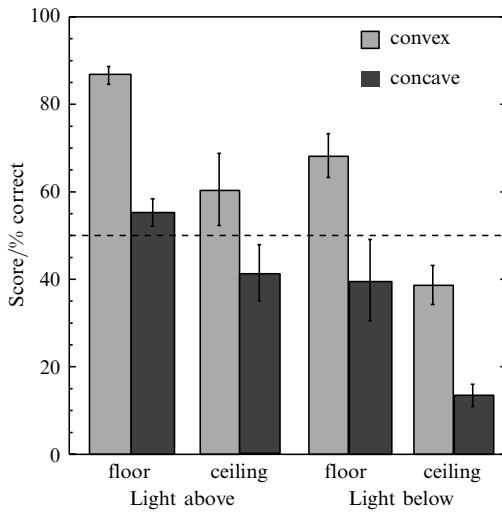 100
80
60
40
20
0
Score/% correct
convex
concave
floor ceiling floor ceiling
Light above Light below